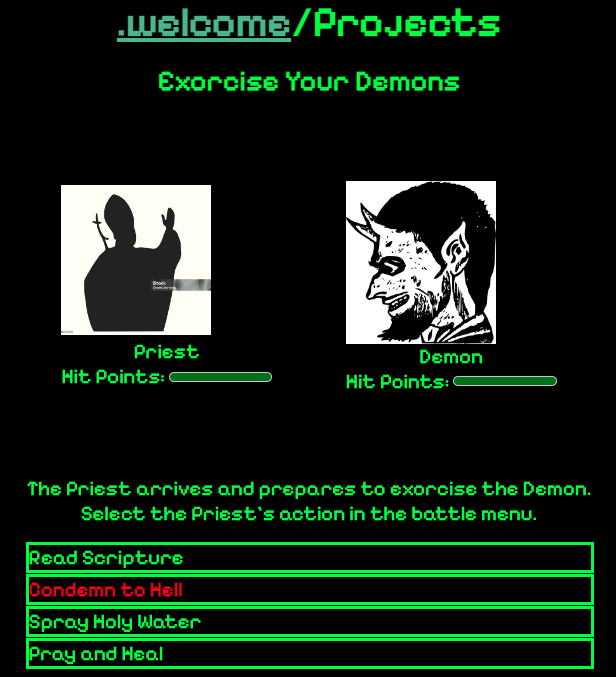 .welcome/Projects
Exorcise Your Demons
iStock
Priest
Demon
Hit Points:
Hit Points:
The Priest arrives and prepares to exorcise the Demon.
Select the Priest's action in the battle menu.
Read Scripture
Condemn to Hell
Spray Holy Water
Pray and Heal